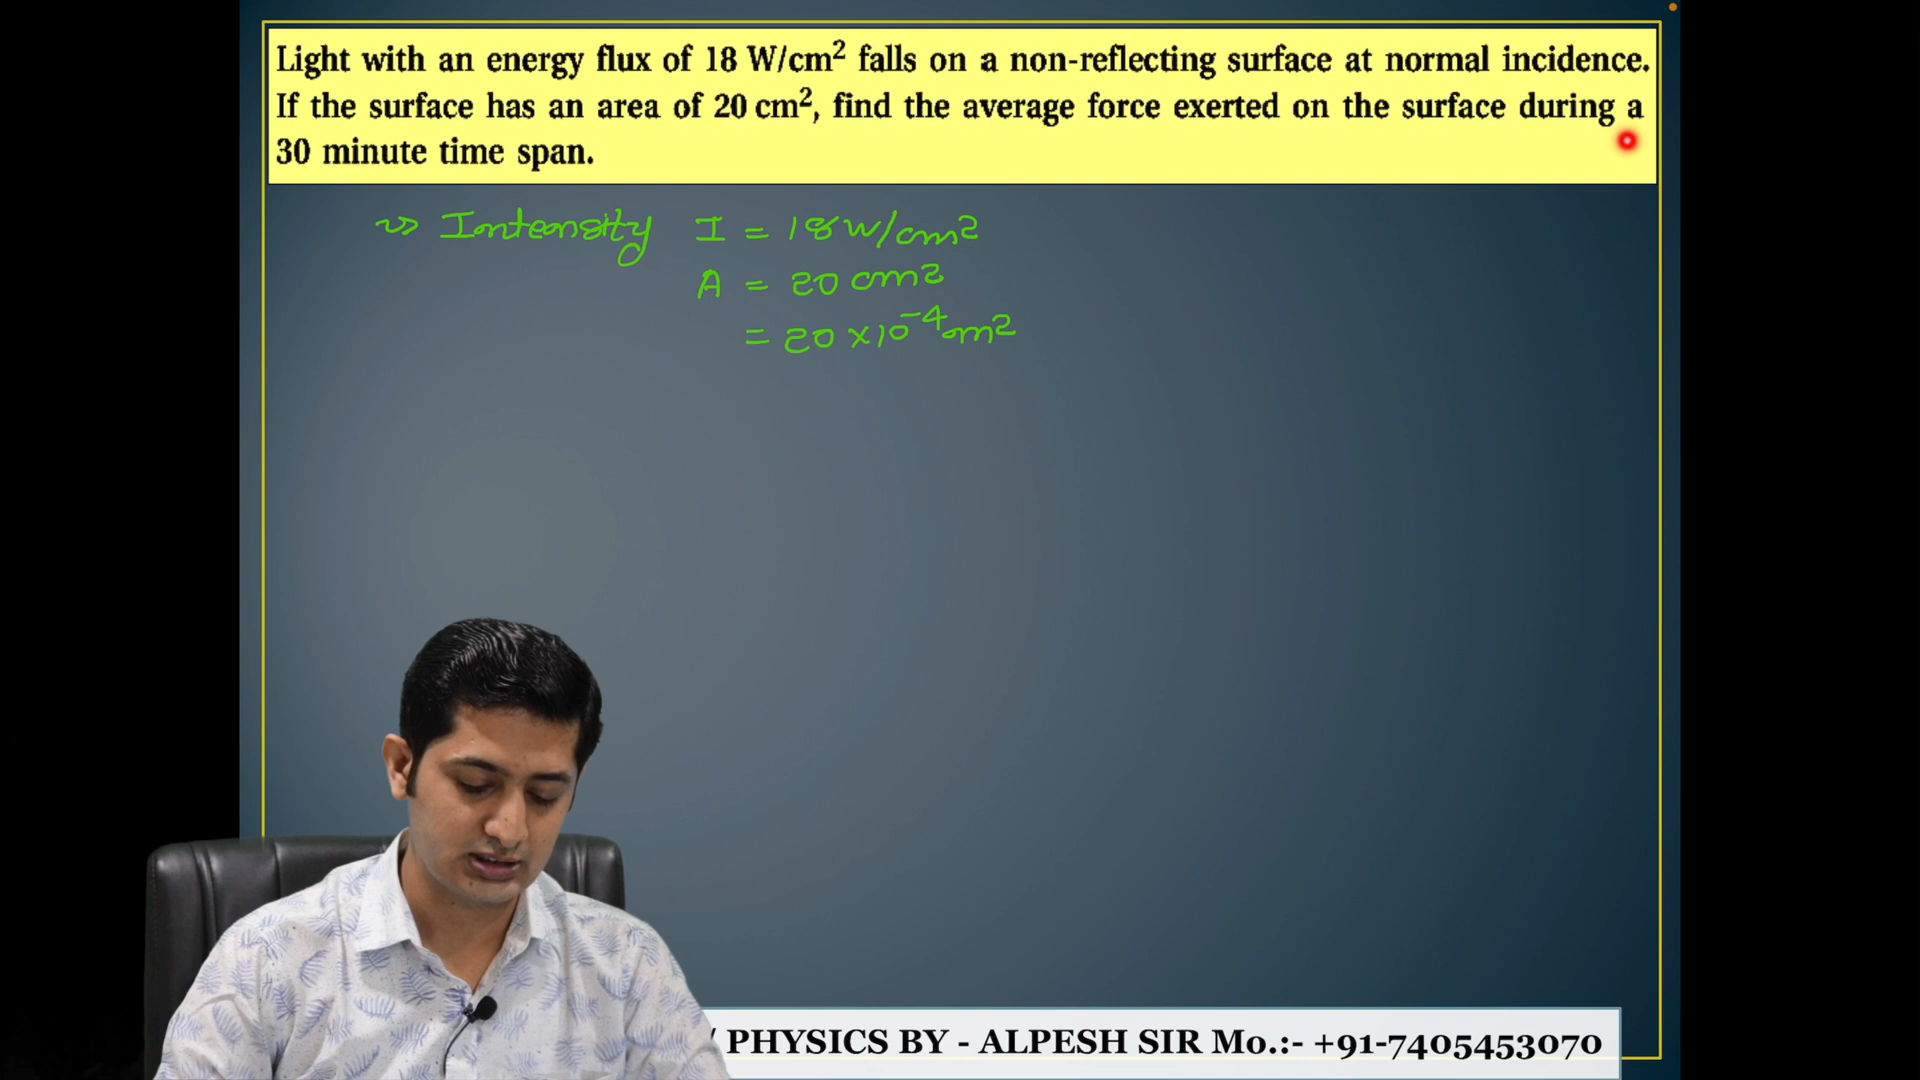 Light with an energy flux of 18 W/cm² falls on a non-reflecting surface at normal incidence.
If the surface has an area of 20 cm², find the average force exerted on the surface during a
30 minute time span.
Intensity I = 18 W/cm²
A = 20 cm²
= 20 × 10⁻⁴ m²
PHYSICS BY - ALPESH SIR Mo.:- +91-7405453070